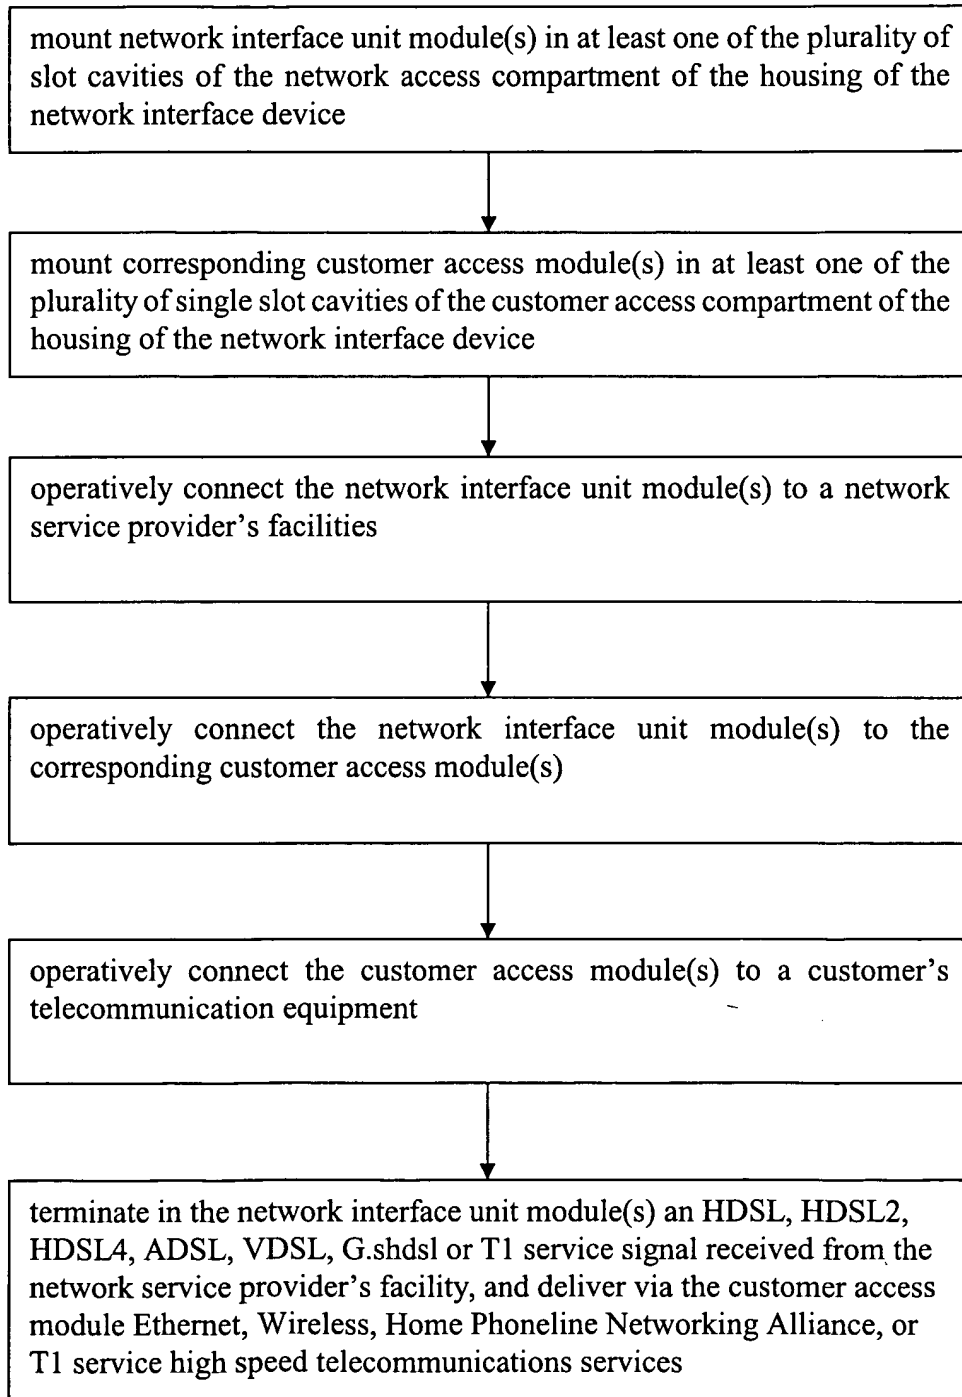 mount network interface unit module(s) in at least one of the plurality of
slot cavities of the network access compartment of the housing of the
network interface device
mount corresponding customer access module(s) in at least one of the
plurality of single slot cavities of the customer access compartment of the
housing of the network interface device
operatively connect the network interface unit module(s) to a network
service provider's facilities
operatively connect the network interface unit module(s) to the
corresponding customer access module(s)
operatively connect the customer access module(s) to a customer's
telecommunication equipment
terminate in the network interface unit module(s) an HDSL, HDSL2,
HDSL4, ADSL, VDSL, G.shdsl or T1 service signal received from the
network service provider's facility, and deliver via the customer access
module Ethernet, Wireless, Home Phoneline Networking Alliance, or
T1 service high speed telecommunications services